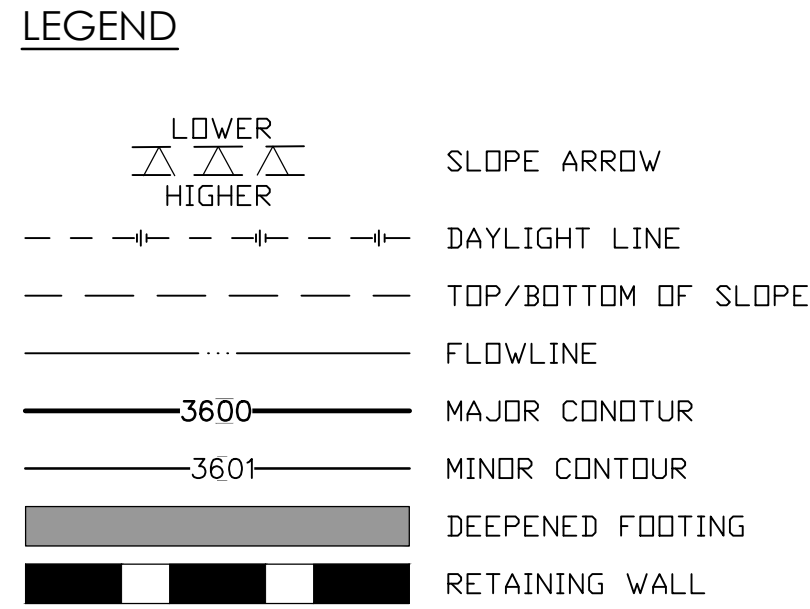 LEGEND
LOWER
HIGHER
SLOPE ARROW
DAYLIGHT LINE
TOP/BOTTOM OF SLOPE
FLOWLINE
3600
MAJOR CONOTUR
3601
MINOR CONTOUR
DEEPENED FOOTING
RETAINING WALL